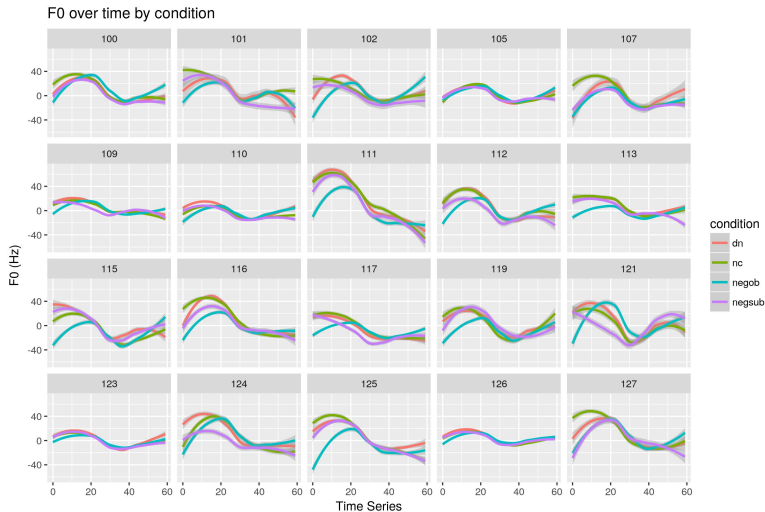 F0 over time by condition
100 101 102 105 107
40
0
-40
109 110 111 112 113
40
0
-40
115 116 117 119 121
40
0
-40
123 124 125 126 127
40
0
-40
0 20 40 60 0 20 40 60 0 20 40 60 0 20 40 60 0 20 40 60
Time Series
F0 (Hz)
condition
dn
nc
negob
negsub